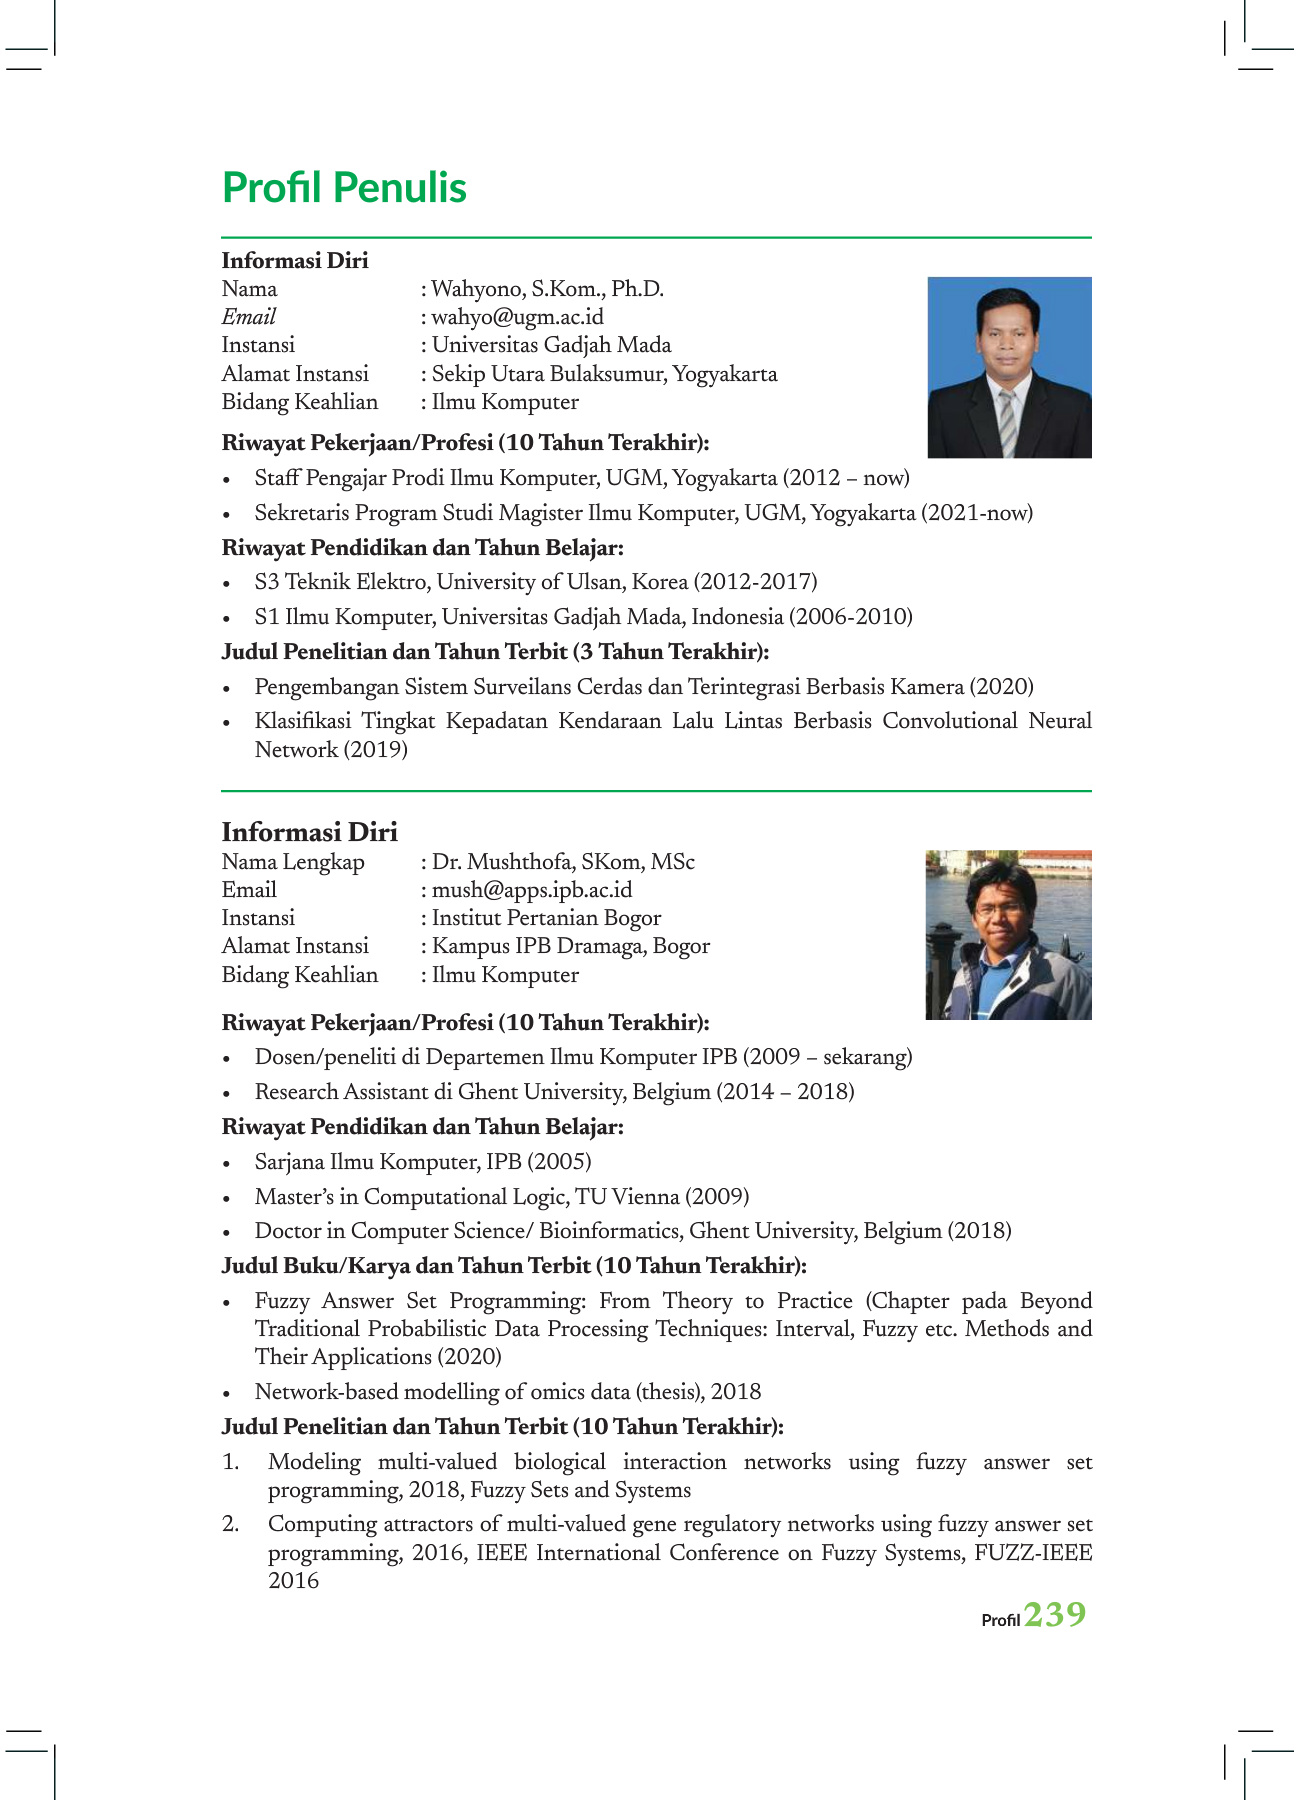 Profil Penulis
Informasi Diri
Nama : Wahyono, S.Kom., Ph.D.
Email : wahyo@ugm.ac.id
Instansi : Universitas Gadjah Mada
Alamat Instansi : Sekip Utara Bulaksumur, Yogyakarta
Bidang Keahlian : Ilmu Komputer
Riwayat Pekerjaan/Profesi (10 Tahun Terakhir):
• Staff Pengajar Prodi Ilmu Komputer, UGM, Yogyakarta (2012 – now)
• Sekretaris Program Studi Magister Ilmu Komputer, UGM, Yogyakarta (2021-now)
Riwayat Pendidikan dan Tahun Belajar:
• S3 Teknik Elektro, University of Ulsan, Korea (2012-2017)
• S1 Ilmu Komputer, Universitas Gadjah Mada, Indonesia (2006-2010)
Judul Penelitian dan Tahun Terbit (3 Tahun Terakhir):
• Pengembangan Sistem Surveilans Cerdas dan Terintegrasi Berbasis Kamera (2020)
• Klasifikasi Tingkat Kepadatan Kendaraan Lalu Lintas Berbasis Convolutional Neural
Network (2019)
Informasi Diri
Nama Lengkap : Dr. Mushthofa, SKom, MSc
Email : mush@apps.ipb.ac.id
Instansi : Institut Pertanian Bogor
Alamat Instansi : Kampus IPB Dramaga, Bogor
Bidang Keahlian : Ilmu Komputer
Riwayat Pekerjaan/Profesi (10 Tahun Terakhir):
• Dosen/peneliti di Departemen Ilmu Komputer IPB (2009 – sekarang)
• Research Assistant di Ghent University, Belgium (2014 – 2018)
Riwayat Pendidikan dan Tahun Belajar:
• Sarjana Ilmu Komputer, IPB (2005)
• Master’s in Computational Logic, TU Vienna (2009)
• Doctor in Computer Science/ Bioinformatics, Ghent University, Belgium (2018)
Judul Buku/Karya dan Tahun Terbit (10 Tahun Terakhir):
• Fuzzy Answer Set Programming: From Theory to Practice (Chapter pada Beyond
Traditional Probabilistic Data Processing Techniques: Interval, Fuzzy etc. Methods and
Their Applications (2020)
• Network-based modelling of omics data (thesis), 2018
Judul Penelitian dan Tahun Terbit (10 Tahun Terakhir):
1. Modeling multi-valued biological interaction networks using fuzzy answer set
programming, 2018, Fuzzy Sets and Systems
2. Computing attractors of multi-valued gene regulatory networks using fuzzy answer set
programming, 2016, IEEE International Conference on Fuzzy Systems, FUZZ-IEEE
2016
Profil 239